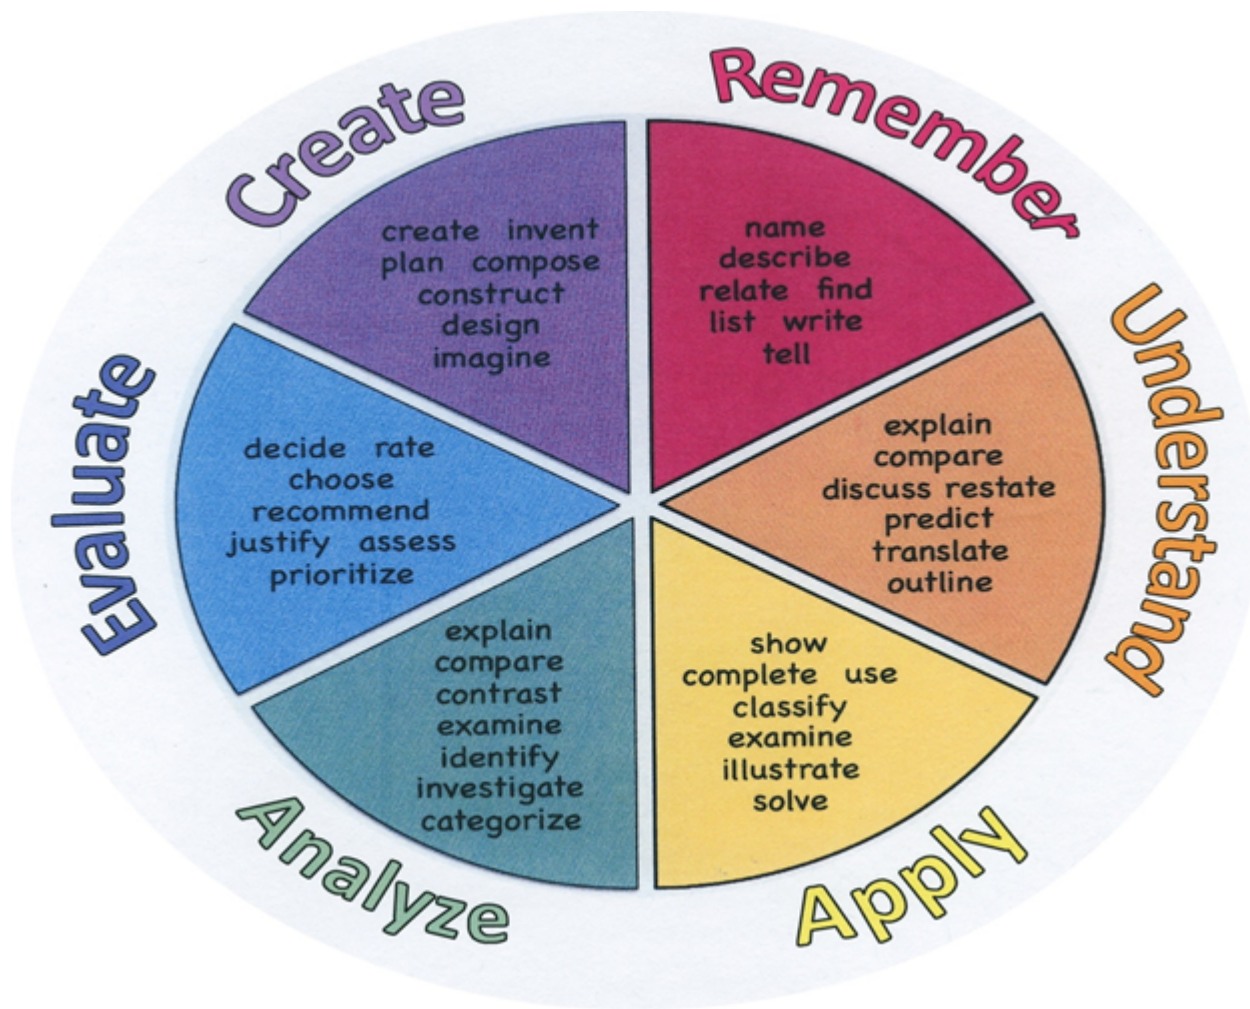 Remember
name
describe
relate find
list write
tell
Understand
explain
compare
discuss restate
predict
translate
outline
Apply
show
complete use
classify
examine
illustrate
solve
Analyze
explain
compare
contrast
examine
identify
investigate
categorize
Evaluate
decide rate
choose
recommend
justify assess
prioritize
Create
create invent
plan compose
construct
design
imagine